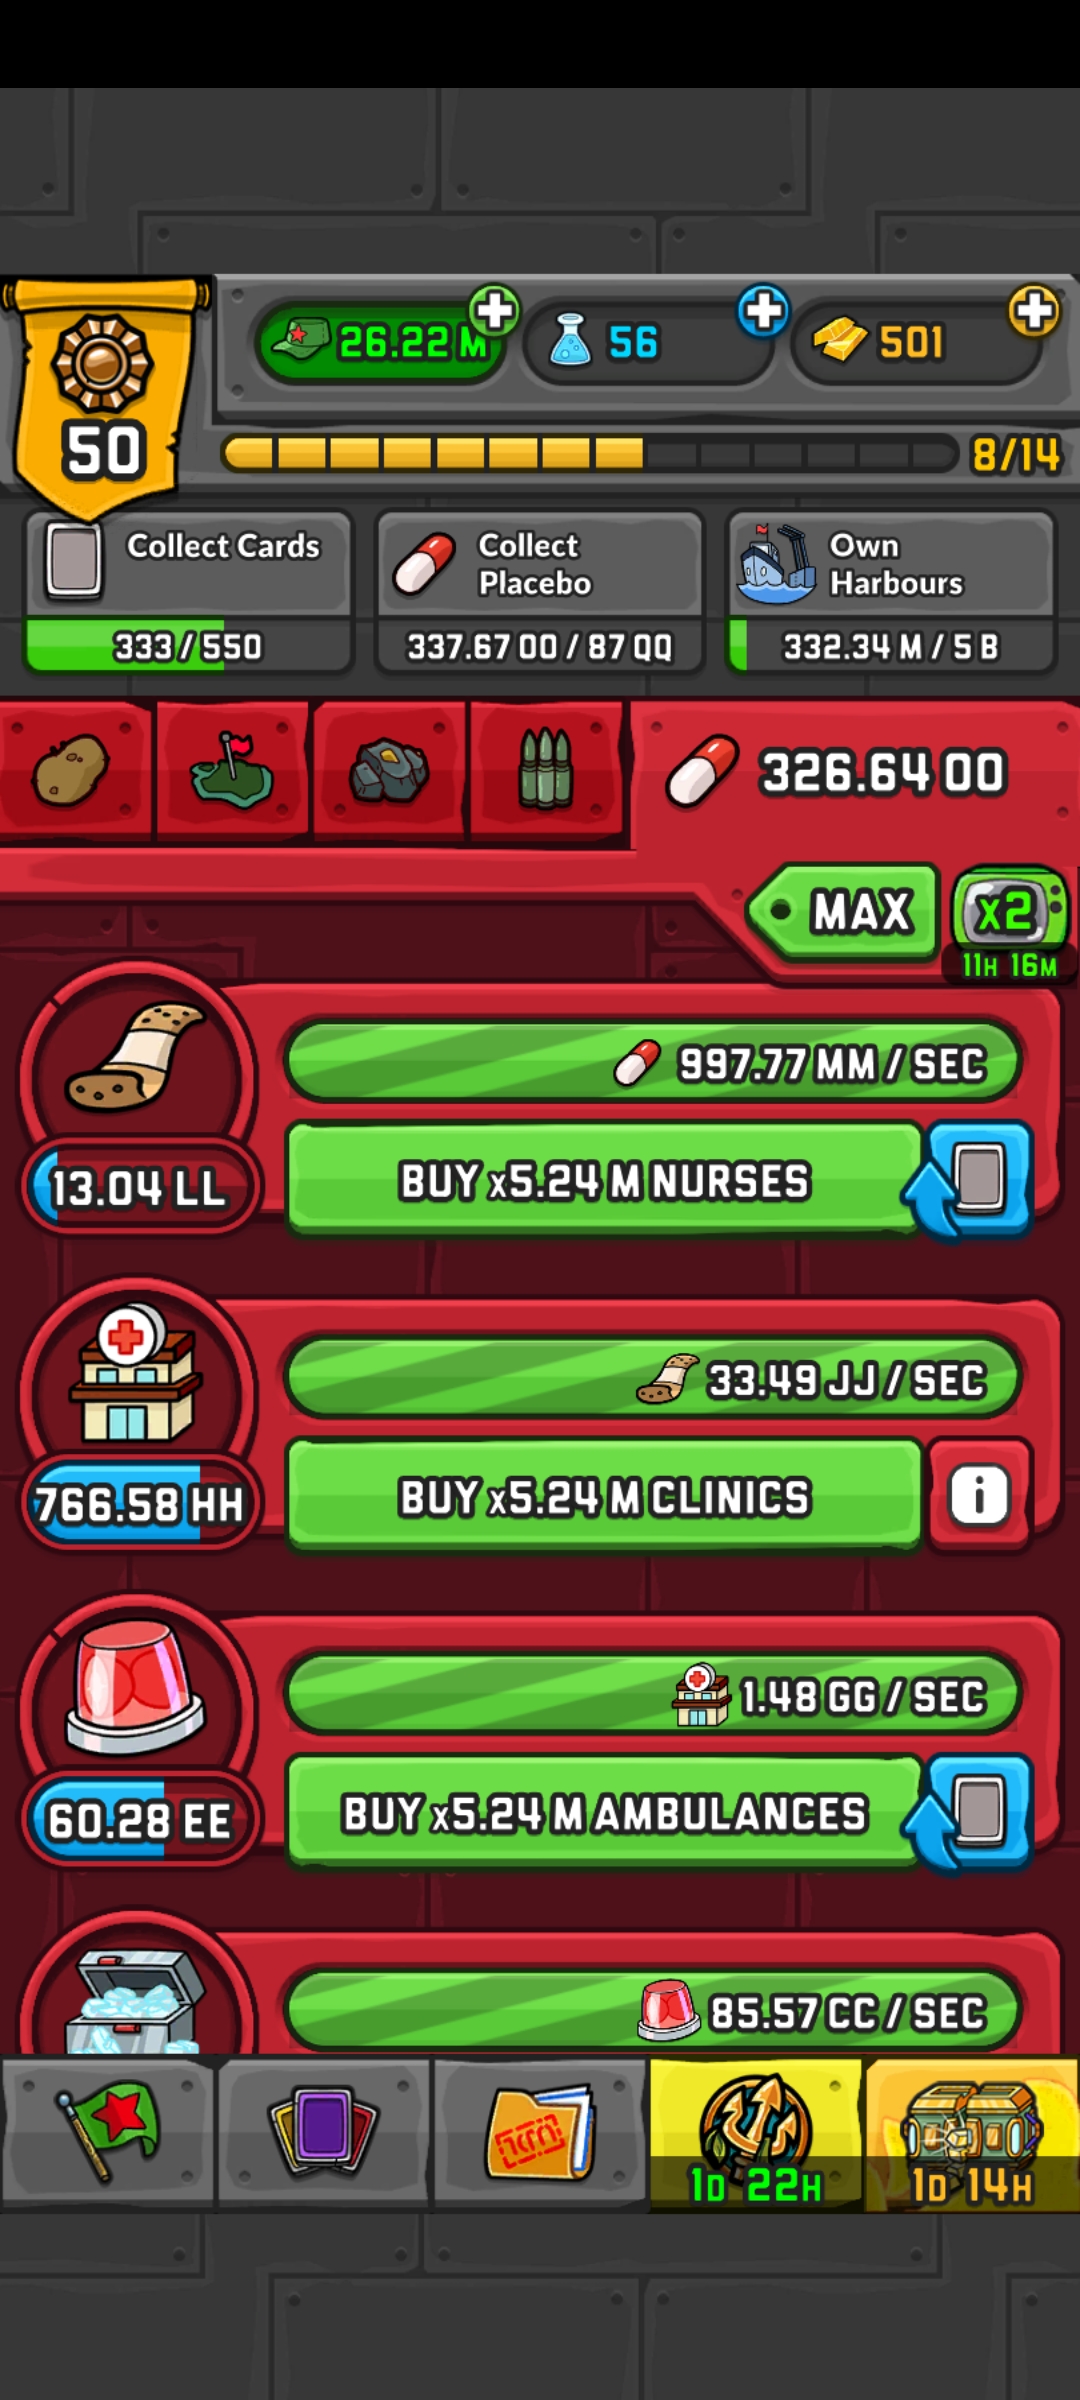 26.22 M
56
501
50
8/14
Collect Cards
333 / 550
Collect
Placebo
337.67 OO / 87 QQ
Own
Harbours
332.34 M / 5 B
326.64 OO
MAX
x2
11H 16M
997.77 MM / SEC
13.04 LL
BUY x5.24 M NURSES
33.49 JJ / SEC
766.58 HH
BUY x5.24 M CLINICS
i
1.48 GG / SEC
60.28 EE
BUY x5.24 M AMBULANCES
85.57 CC / SEC
1D 22H
1D 14H